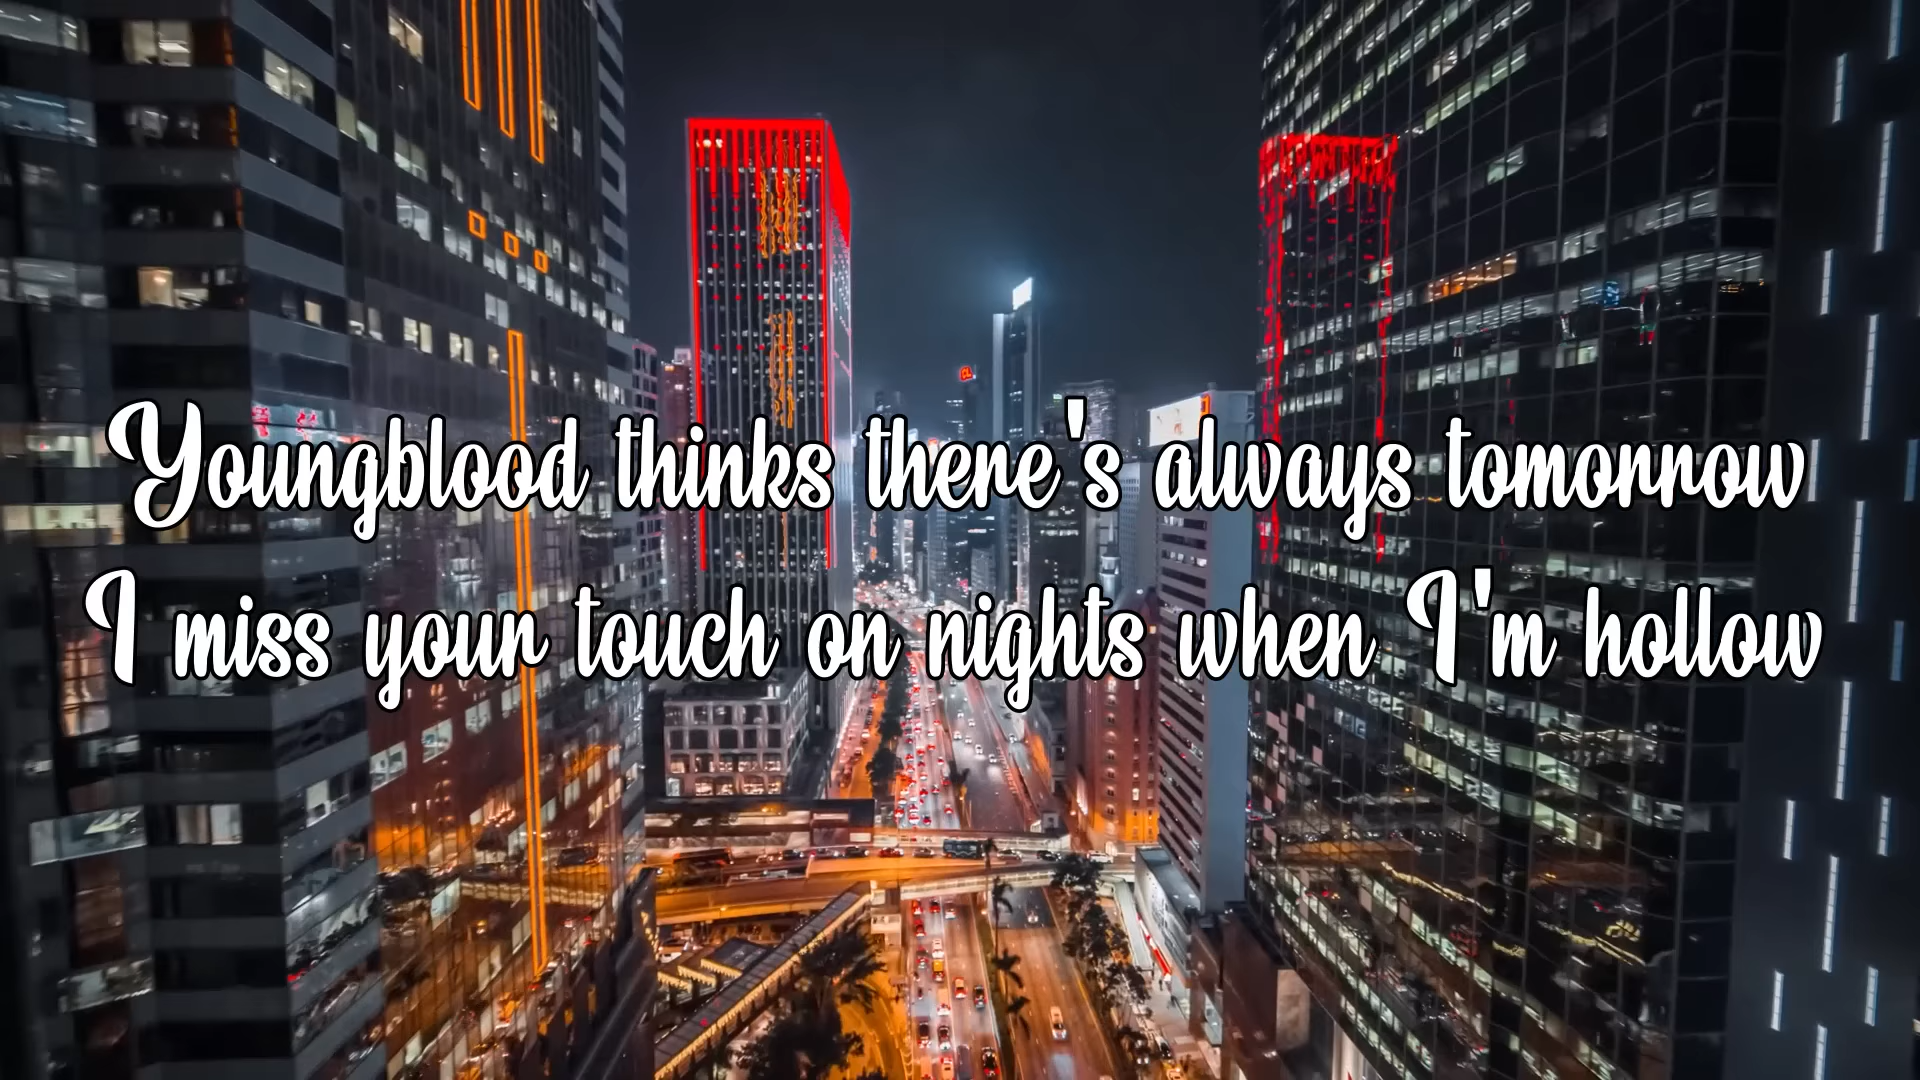 Youngblood thinks there's always tomorrow
I miss your touch on nights when I'm hollow